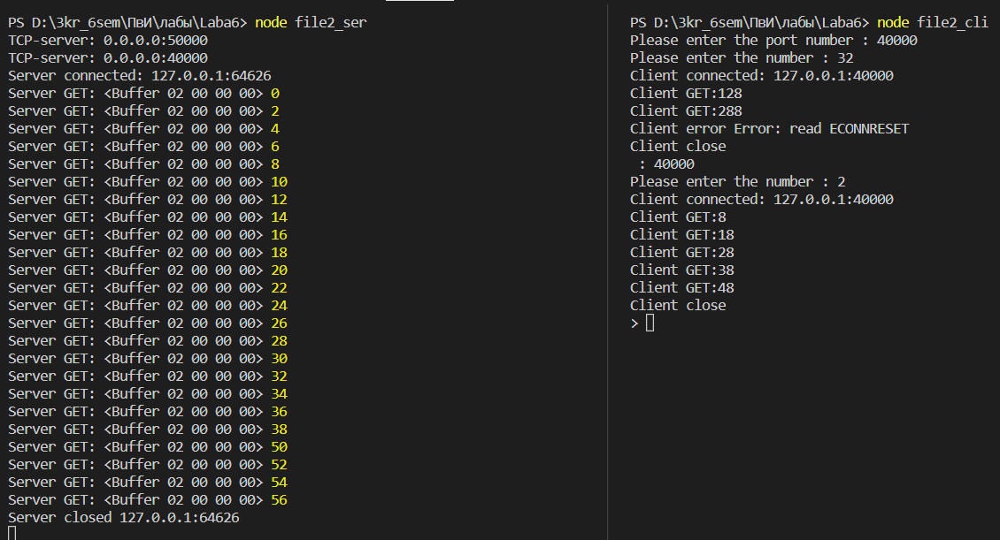 PS D:\3kr_6sem\ПвИ\лабы\Laba6> node file2_ser
TCP-server: 0.0.0.0:50000
TCP-server: 0.0.0.0:40000
Server connected: 127.0.0.1:64626
Server GET: <Buffer 02 00 00 00> 0
Server GET: <Buffer 02 00 00 00> 2
Server GET: <Buffer 02 00 00 00> 4
Server GET: <Buffer 02 00 00 00> 6
Server GET: <Buffer 02 00 00 00> 8
Server GET: <Buffer 02 00 00 00> 10
Server GET: <Buffer 02 00 00 00> 12
Server GET: <Buffer 02 00 00 00> 14
Server GET: <Buffer 02 00 00 00> 16
Server GET: <Buffer 02 00 00 00> 18
Server GET: <Buffer 02 00 00 00> 20
Server GET: <Buffer 02 00 00 00> 22
Server GET: <Buffer 02 00 00 00> 24
Server GET: <Buffer 02 00 00 00> 26
Server GET: <Buffer 02 00 00 00> 28
Server GET: <Buffer 02 00 00 00> 30
Server GET: <Buffer 02 00 00 00> 32
Server GET: <Buffer 02 00 00 00> 34
Server GET: <Buffer 02 00 00 00> 36
Server GET: <Buffer 02 00 00 00> 38
Server GET: <Buffer 02 00 00 00> 50
Server GET: <Buffer 02 00 00 00> 52
Server GET: <Buffer 02 00 00 00> 54
Server GET: <Buffer 02 00 00 00> 56
Server closed 127.0.0.1:64626
PS D:\3kr_6sem\ПвИ\лабы\Laba6> node file2_cli
Please enter the port number : 40000
Please enter the number : 32
Client connected: 127.0.0.1:40000
Client GET:128
Client GET:288
Client error Error: read ECONNRESET
Client close
 : 40000
Please enter the number : 2
Client connected: 127.0.0.1:40000
Client GET:8
Client GET:18
Client GET:28
Client GET:38
Client GET:48
Client close
>